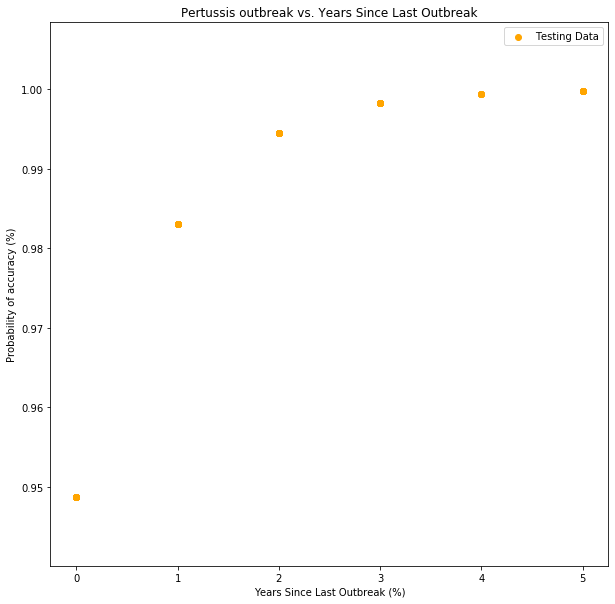 Pertussis outbreak vs. Years Since Last Outbreak
Testing Data
1.00
0.99
0.98
0.97
0.96
0.95
Probability of accuracy (%)
0 1 2 3 4 5
Years Since Last Outbreak (%)